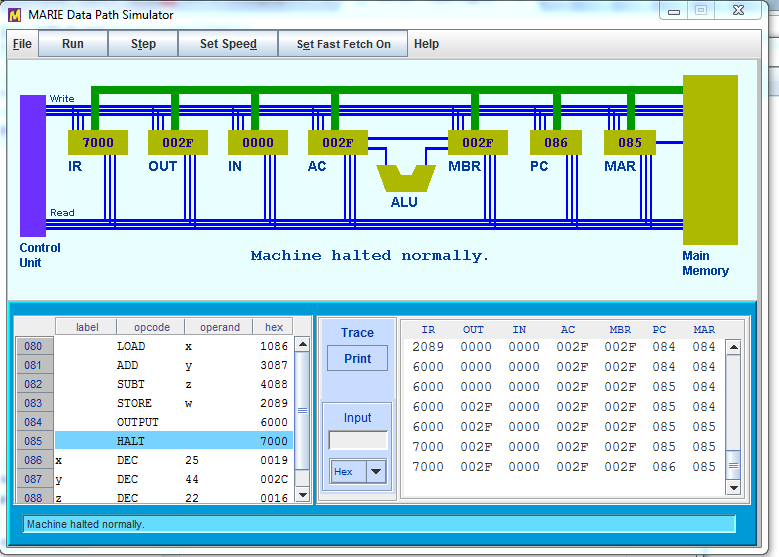 MARIE Data Path Simulator
File Run Step Set Speed Set Fast Fetch On Help
Write
7000 002F 0000 002F 002F 086 085
IR OUT IN AC MBR PC MAR
ALU
Read
Control
Unit
Machine halted normally.
Main
Memory
label opcode operand hex
080 LOAD x 1086
081 ADD y 3087
082 SUBT z 4088
083 STORE w 2089
084 OUTPUT 6000
085 HALT 7000
086 x DEC 25 0019
087 y DEC 44 002C
088 z DEC 22 0016
Trace
Print
Input
Hex
IR OUT IN AC MBR PC MAR
2089 0000 0000 002F 002F 084 084
6000 0000 0000 002F 002F 084 084
6000 0000 0000 002F 002F 085 084
6000 002F 0000 002F 002F 085 084
6000 002F 0000 002F 002F 085 085
7000 002F 0000 002F 002F 085 085
7000 002F 0000 002F 002F 086 085
Machine halted normally.